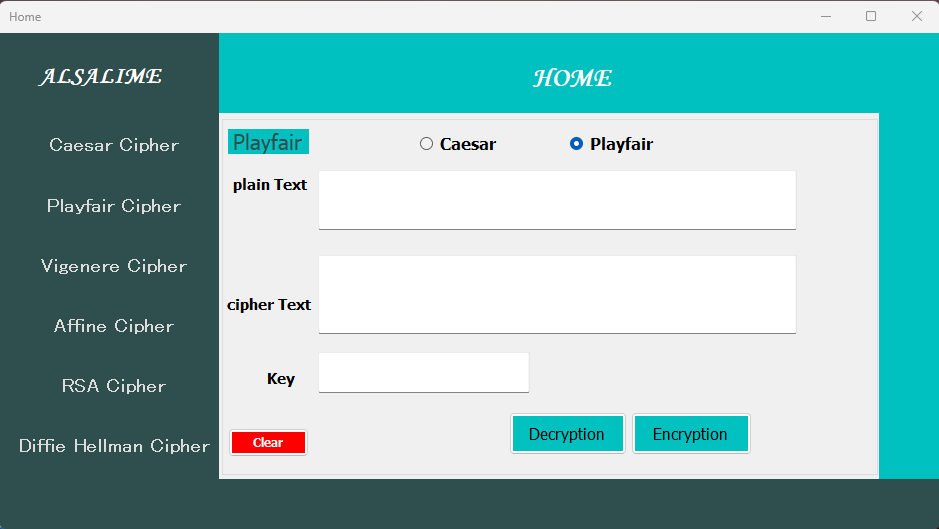 Home
ALSALIME
HOME
Caesar Cipher
Playfair Cipher
Vigenere Cipher
Affine Cipher
RSA Cipher
Diffie Hellman Cipher
Playfair
Caesar
Playfair
plain Text
cipher Text
Key
Clear
Decryption
Encryption